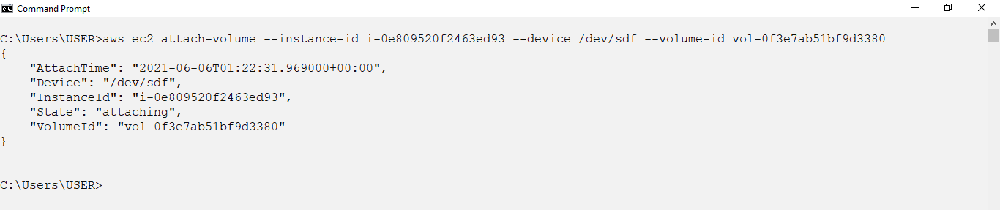 Command Prompt
C:\Users\USER>aws ec2 attach-volume --instance-id i-0e809520f2463ed93 --device /dev/sdf --volume-id vol-0f3e7ab51bf9d3380
{
    "AttachTime": "2021-06-06T01:22:31.969000+00:00",
    "Device": "/dev/sdf",
    "InstanceId": "i-0e809520f2463ed93",
    "State": "attaching",
    "VolumeId": "vol-0f3e7ab51bf9d3380"
}
C:\Users\USER>